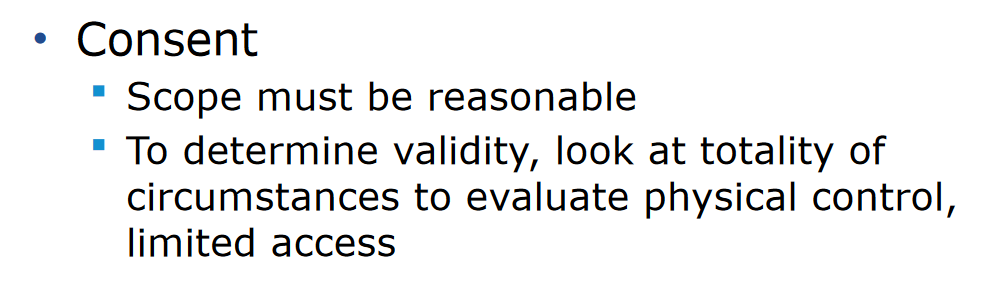 • Consent
▪ Scope must be reasonable
▪ To determine validity, look at totality of
circumstances to evaluate physical control,
limited access